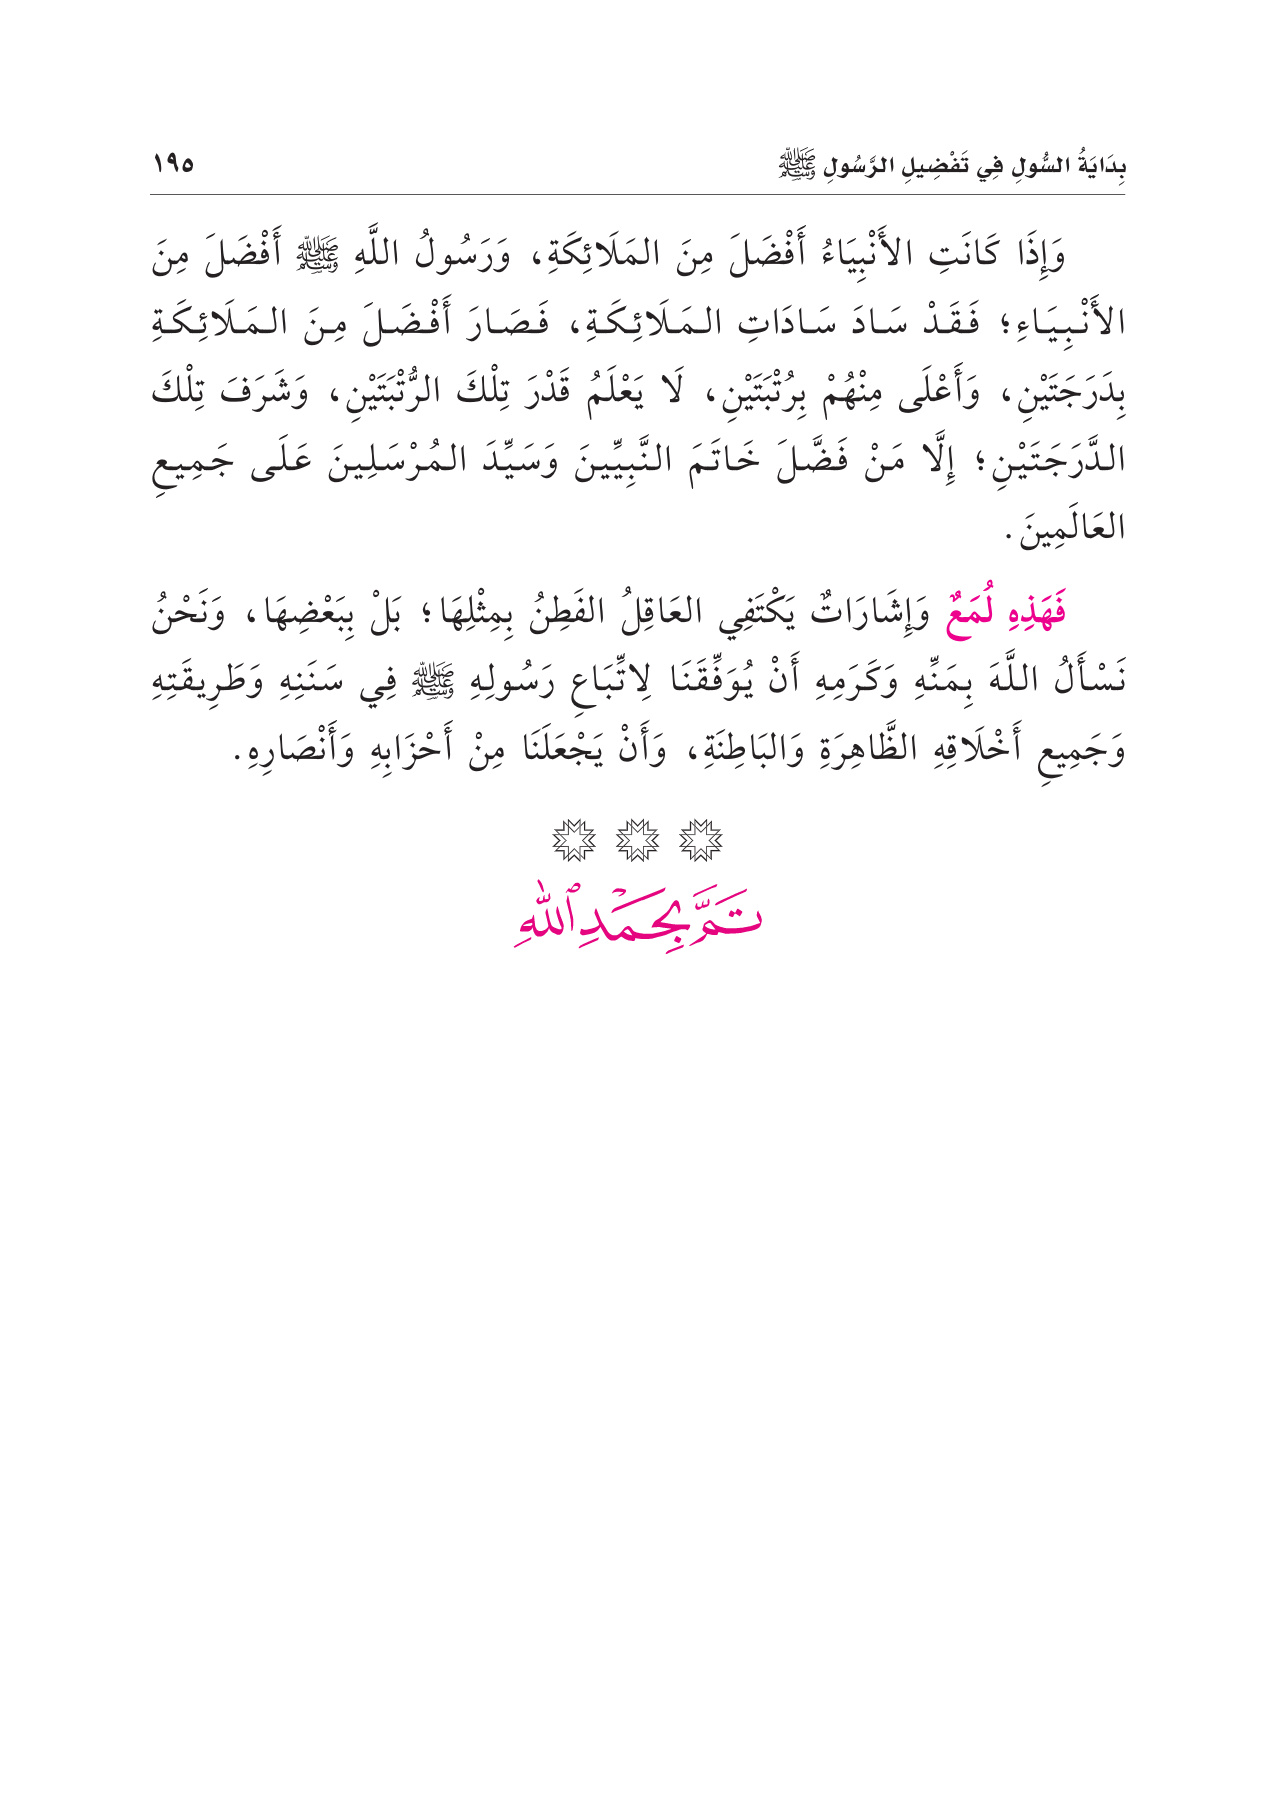 بِدَايَةُ السُّولِ فِي تَفْضِيلِ الرَّسُولِ ﷺ ١٩٥
وَإِذَا كَانَتِ الأَنْبِيَاءُ أَفْضَلَ مِنَ المَلَائِكَةِ، وَرَسُولُ اللَّهِ ﷺ أَفْضَلَ مِنَ
الأَنْبِيَاءِ؛ فَقَدْ سَادَ سَادَاتِ المَلَائِكَةِ، فَصَارَ أَفْضَلَ مِنَ المَلَائِكَةِ
بِدَرَجَتَيْنِ، وَأَعْلَى مِنْهُمْ بِرُتْبَتَيْنِ، لَا يَعْلَمُ قَدْرَ تِلْكَ الرُّتْبَتَيْنِ، وَشَرَفَ تِلْكَ
الدَّرَجَتَيْنِ؛ إِلَّا مَنْ فَضَّلَ خَاتَمَ النَّبِيِّينَ وَسَيِّدَ المُرْسَلِينَ عَلَى جَمِيعِ
العَالَمِينَ.
فَهَذِهِ لُمَعٌ وَإِشَارَاتٌ يَكْتَفِي العَاقِلُ الفَطِنُ بِمِثْلِهَا؛ بَلْ بِبَعْضِهَا، وَنَحْنُ
نَسْأَلُ اللَّهَ بِمَنِّهِ وَكَرَمِهِ أَنْ يُوَفِّقَنَا لِاتِّبَاعِ رَسُولِهِ ﷺ فِي سَنَنِهِ وَطَرِيقَتِهِ
وَجَمِيعِ أَخْلَاقِهِ الظَّاهِرَةِ وَالبَاطِنَةِ، وَأَنْ يَجْعَلَنَا مِنْ أَحْزَابِهِ وَأَنْصَارِهِ.
تَمَّ بِحَمْدِ ٱللَّهِ